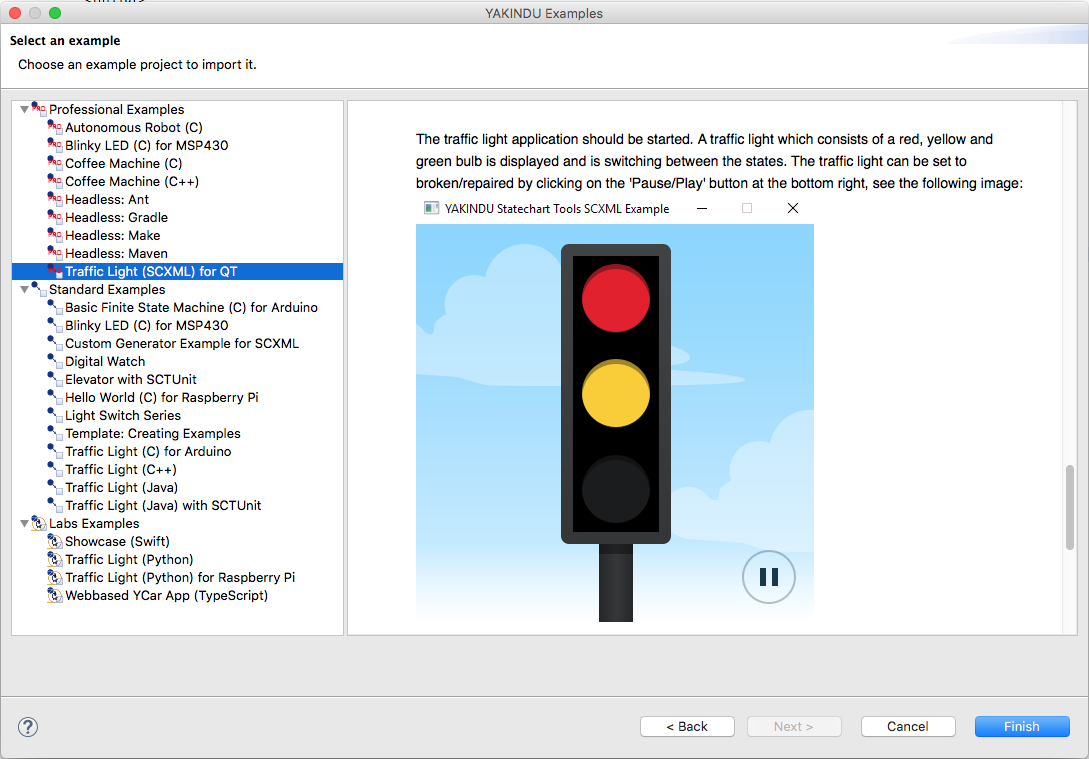 YAKINDU Examples
Select an example
Choose an example project to import it.
Professional Examples
Autonomous Robot (C)
Blinky LED (C) for MSP430
Coffee Machine (C)
Coffee Machine (C++)
Headless: Ant
Headless: Gradle
Headless: Make
Headless: Maven
Traffic Light (SCXML) for QT
Standard Examples
Basic Finite State Machine (C) for Arduino
Blinky LED (C) for MSP430
Custom Generator Example for SCXML
Digital Watch
Elevator with SCTUnit
Hello World (C) for Raspberry Pi
Light Switch Series
Template: Creating Examples
Traffic Light (C) for Arduino
Traffic Light (C++)
Traffic Light (Java)
Traffic Light (Java) with SCTUnit
Labs Examples
Showcase (Swift)
Traffic Light (Python)
Traffic Light (Python) for Raspberry Pi
Webbased YCar App (TypeScript)
The traffic light application should be started. A traffic light which consists of a red, yellow and
green bulb is displayed and is switching between the states. The traffic light can be set to
broken/repaired by clicking on the 'Pause/Play' button at the bottom right, see the following image:
YAKINDU Statechart Tools SCXML Example
?
< Back
Next >
Cancel
Finish